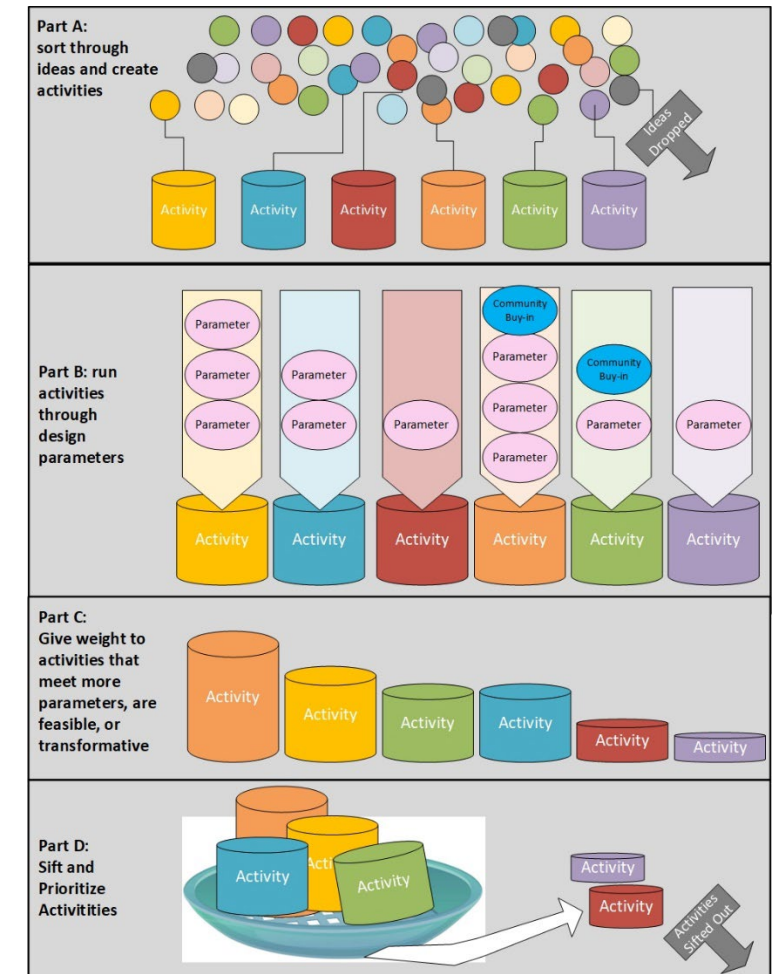 Part A:
sort through
ideas and create
activities
Ideas
Dropped
Activity
Activity
Activity
Activity
Activity
Activity
Part B: run
activities
through
design
parameters
Parameter
Parameter
Parameter
Parameter
Parameter
Parameter
Community
Buy-in
Parameter
Parameter
Parameter
Community
Buy-in
Parameter
Parameter
Activity
Activity
Activity
Activity
Activity
Activity
Part C:
Give weight to
activities that
meet more
parameters, are
feasible, or
transformative
Activity
Activity
Activity
Activity
Activity
Activity
Part D:
Sift and
Prioritize
Activitities
Activity
Activity
Activity
Activity
Activities
Sifted Out